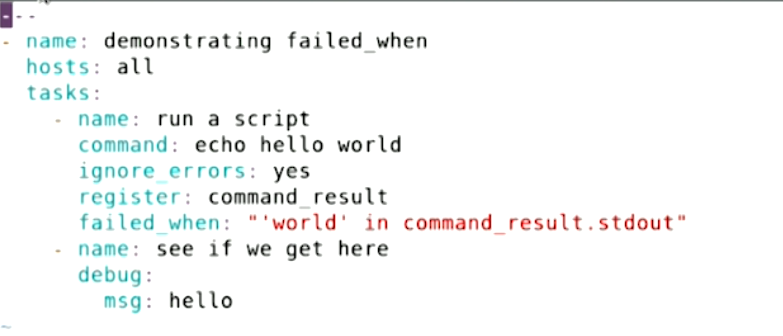 ---
- name: demonstrating failed_when
  hosts: all
  tasks:
    - name: run a script
      command: echo hello world
      ignore_errors: yes
      register: command_result
      failed_when: "'world' in command_result.stdout"
    - name: see if we get here
      debug:
        msg: hello
~